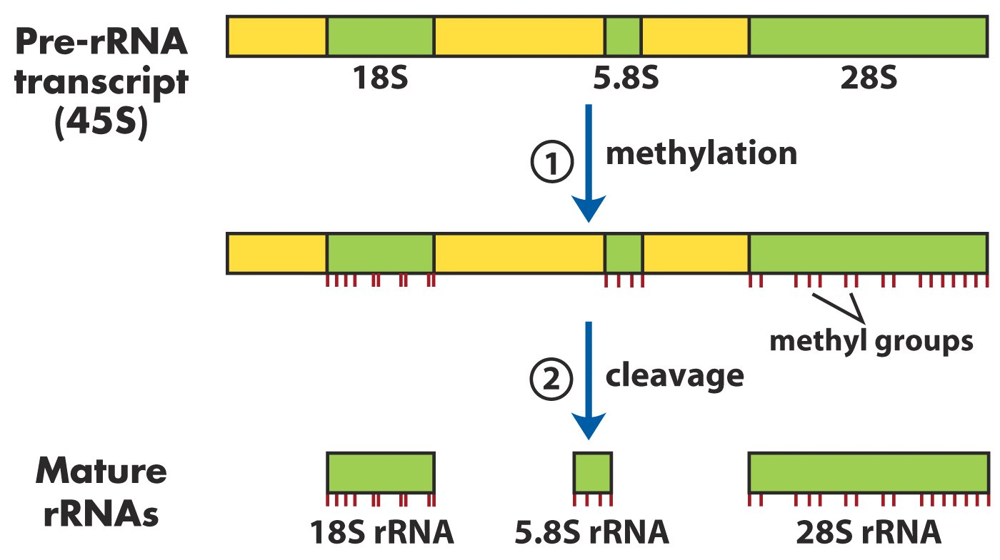 Pre-rRNA
transcript
(45S)
18S
5.8S
28S
1
methylation
methyl groups
2
cleavage
Mature
rRNAs
18S rRNA
5.8S rRNA
28S rRNA